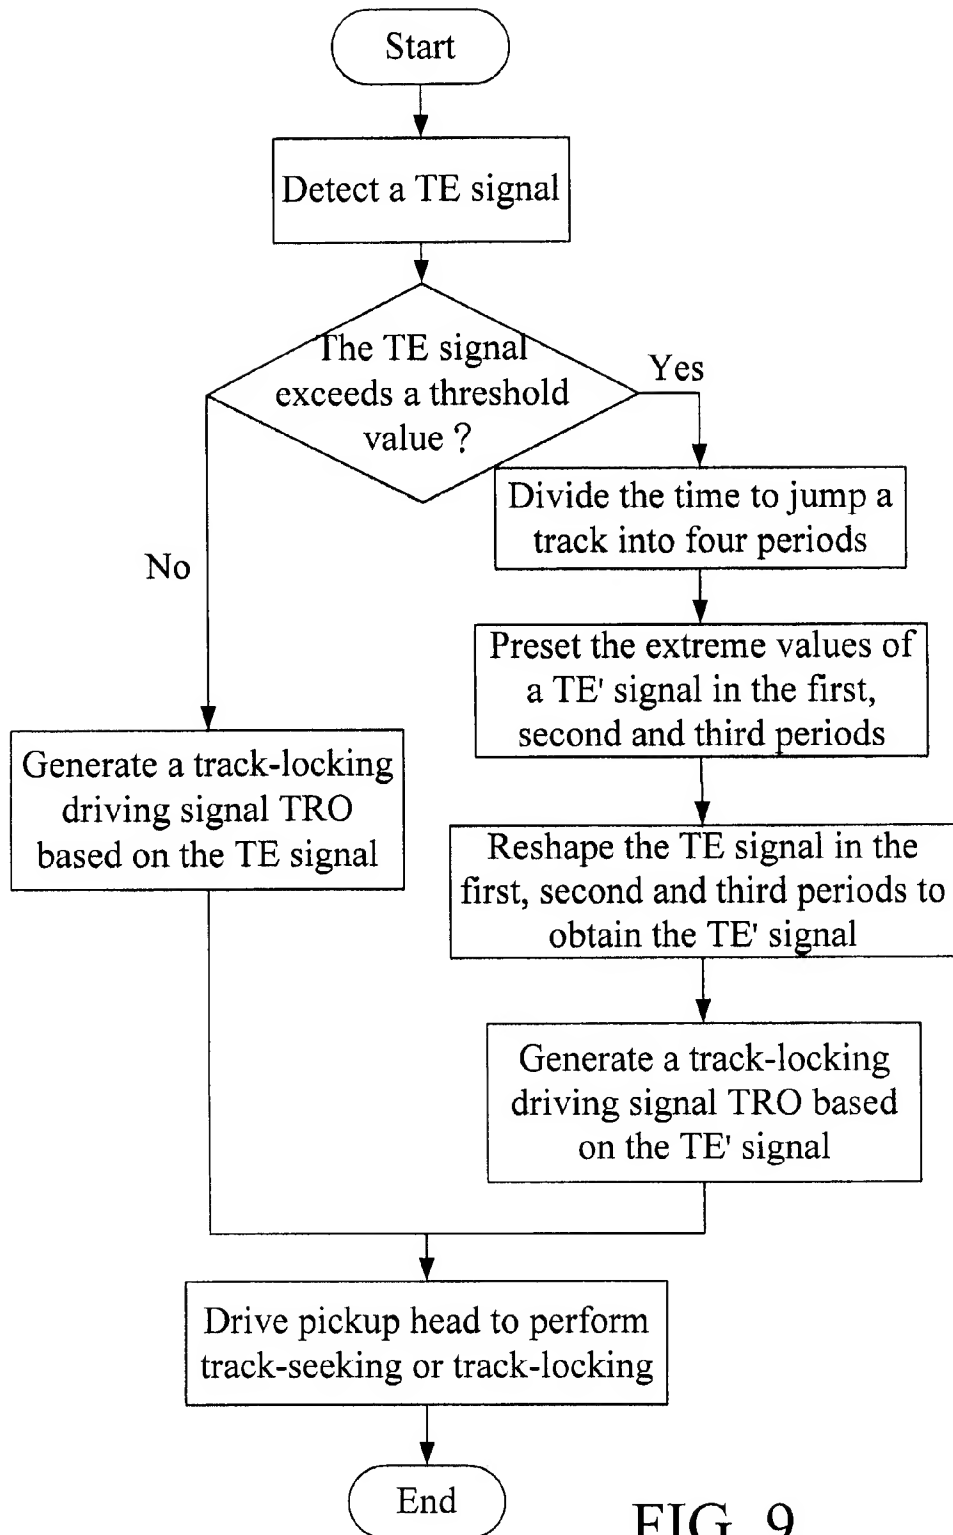 Start
Detect a TE signal
The TE signal
exceeds a threshold
value ?
Yes
Divide the time to jump a
track into four periods
No
Preset the extreme values of
a TE' signal in the first,
second and third periods
Generate a track-locking
driving signal TRO
based on the TE signal
Reshape the TE signal in the
first, second and third periods to
obtain the TE' signal
Generate a track-locking
driving signal TRO based
on the TE' signal
Drive pickup head to perform
track-seeking or track-locking
End
FIG. 9